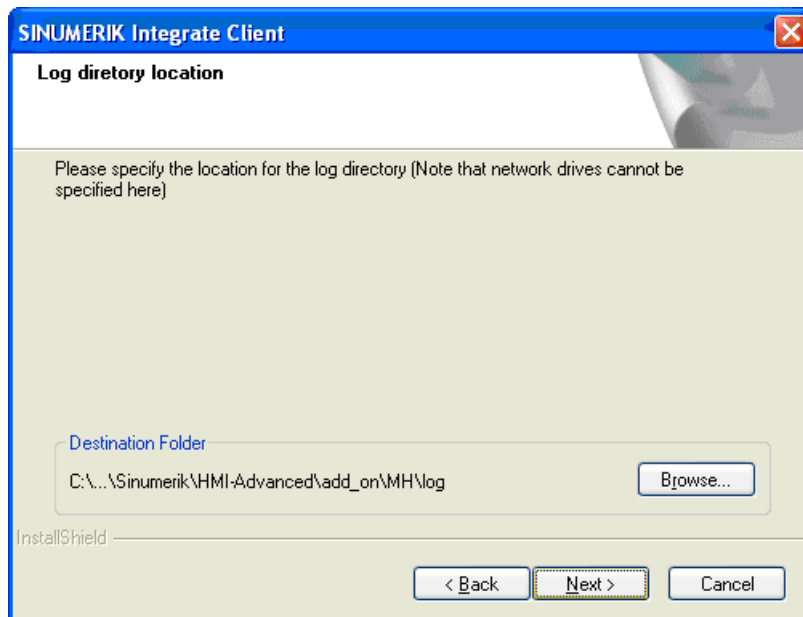 SINUMERIK Integrate Client
Log diretory location
Please specify the location for the log directory (Note that network drives cannot be
specified here)
Destination Folder
C:\...\Sinumerik\HMI-Advanced\add_on\MH\log
Browse...
InstallShield
< Back
Next >
Cancel